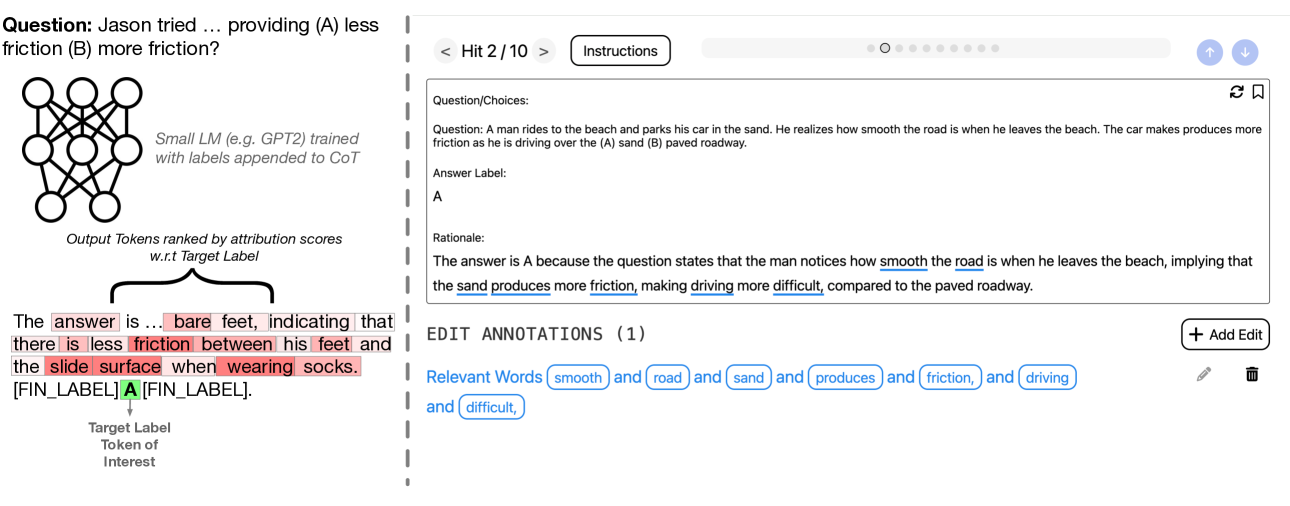 Question: Jason tried … providing (A) less
friction (B) more friction?
Small LM (e.g. GPT2) trained
with labels appended to CoT
Output Tokens ranked by attribution scores
w.r.t Target Label
The answer is … bare feet, indicating that
there is less friction between his feet and
the slide surface when wearing socks.
[FIN_LABEL] A [FIN_LABEL].
Target Label
Token of
Interest
< Hit 2 / 10 > Instructions
Question/Choices:
Question: A man rides to the beach and parks his car in the sand. He realizes how smooth the road is when he leaves the beach. The car makes produces more
friction as he is driving over the (A) sand (B) paved roadway.
Answer Label:
A
Rationale:
The answer is A because the question states that the man notices how smooth the road is when he leaves the beach, implying that
the sand produces more friction, making driving more difficult, compared to the paved roadway.
EDIT ANNOTATIONS (1)
+ Add Edit
Relevant Words smooth and road and sand and produces and friction, and driving
and difficult,